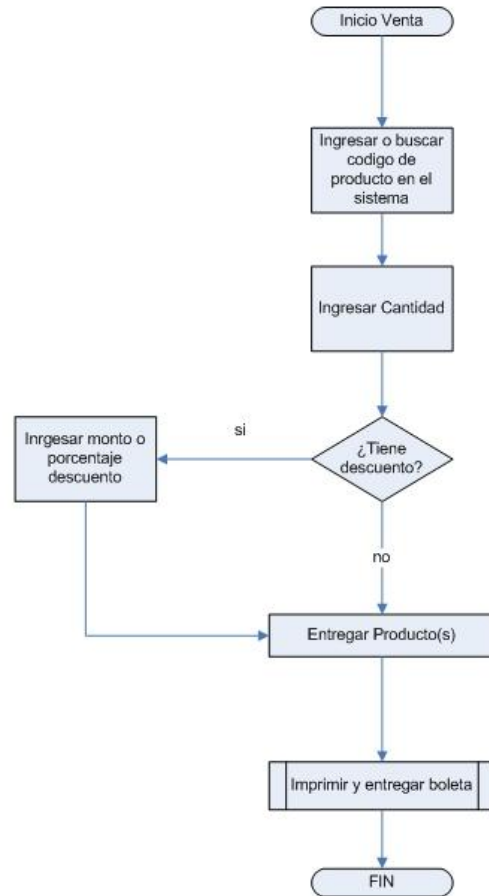 Inicio Venta
Ingresar o buscar
codigo de
producto en el
sistema
Ingresar Cantidad
¿Tiene
descuento?
si
Inrgesar monto o
porcentaje
descuento
no
Entregar Producto(s)
Imprimir y entregar boleta
FIN